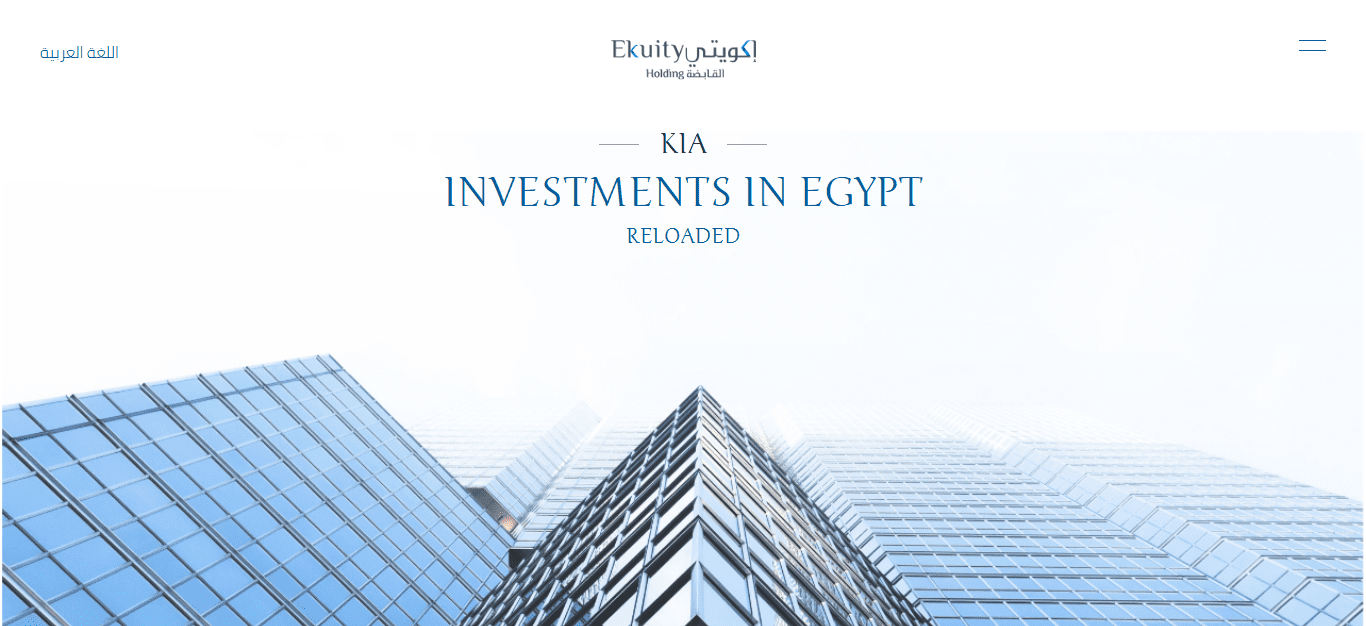 اللغة العربية
Ekuity إكويتي
Holding القابضة
KIA
INVESTMENTS IN EGYPT
RELOADED